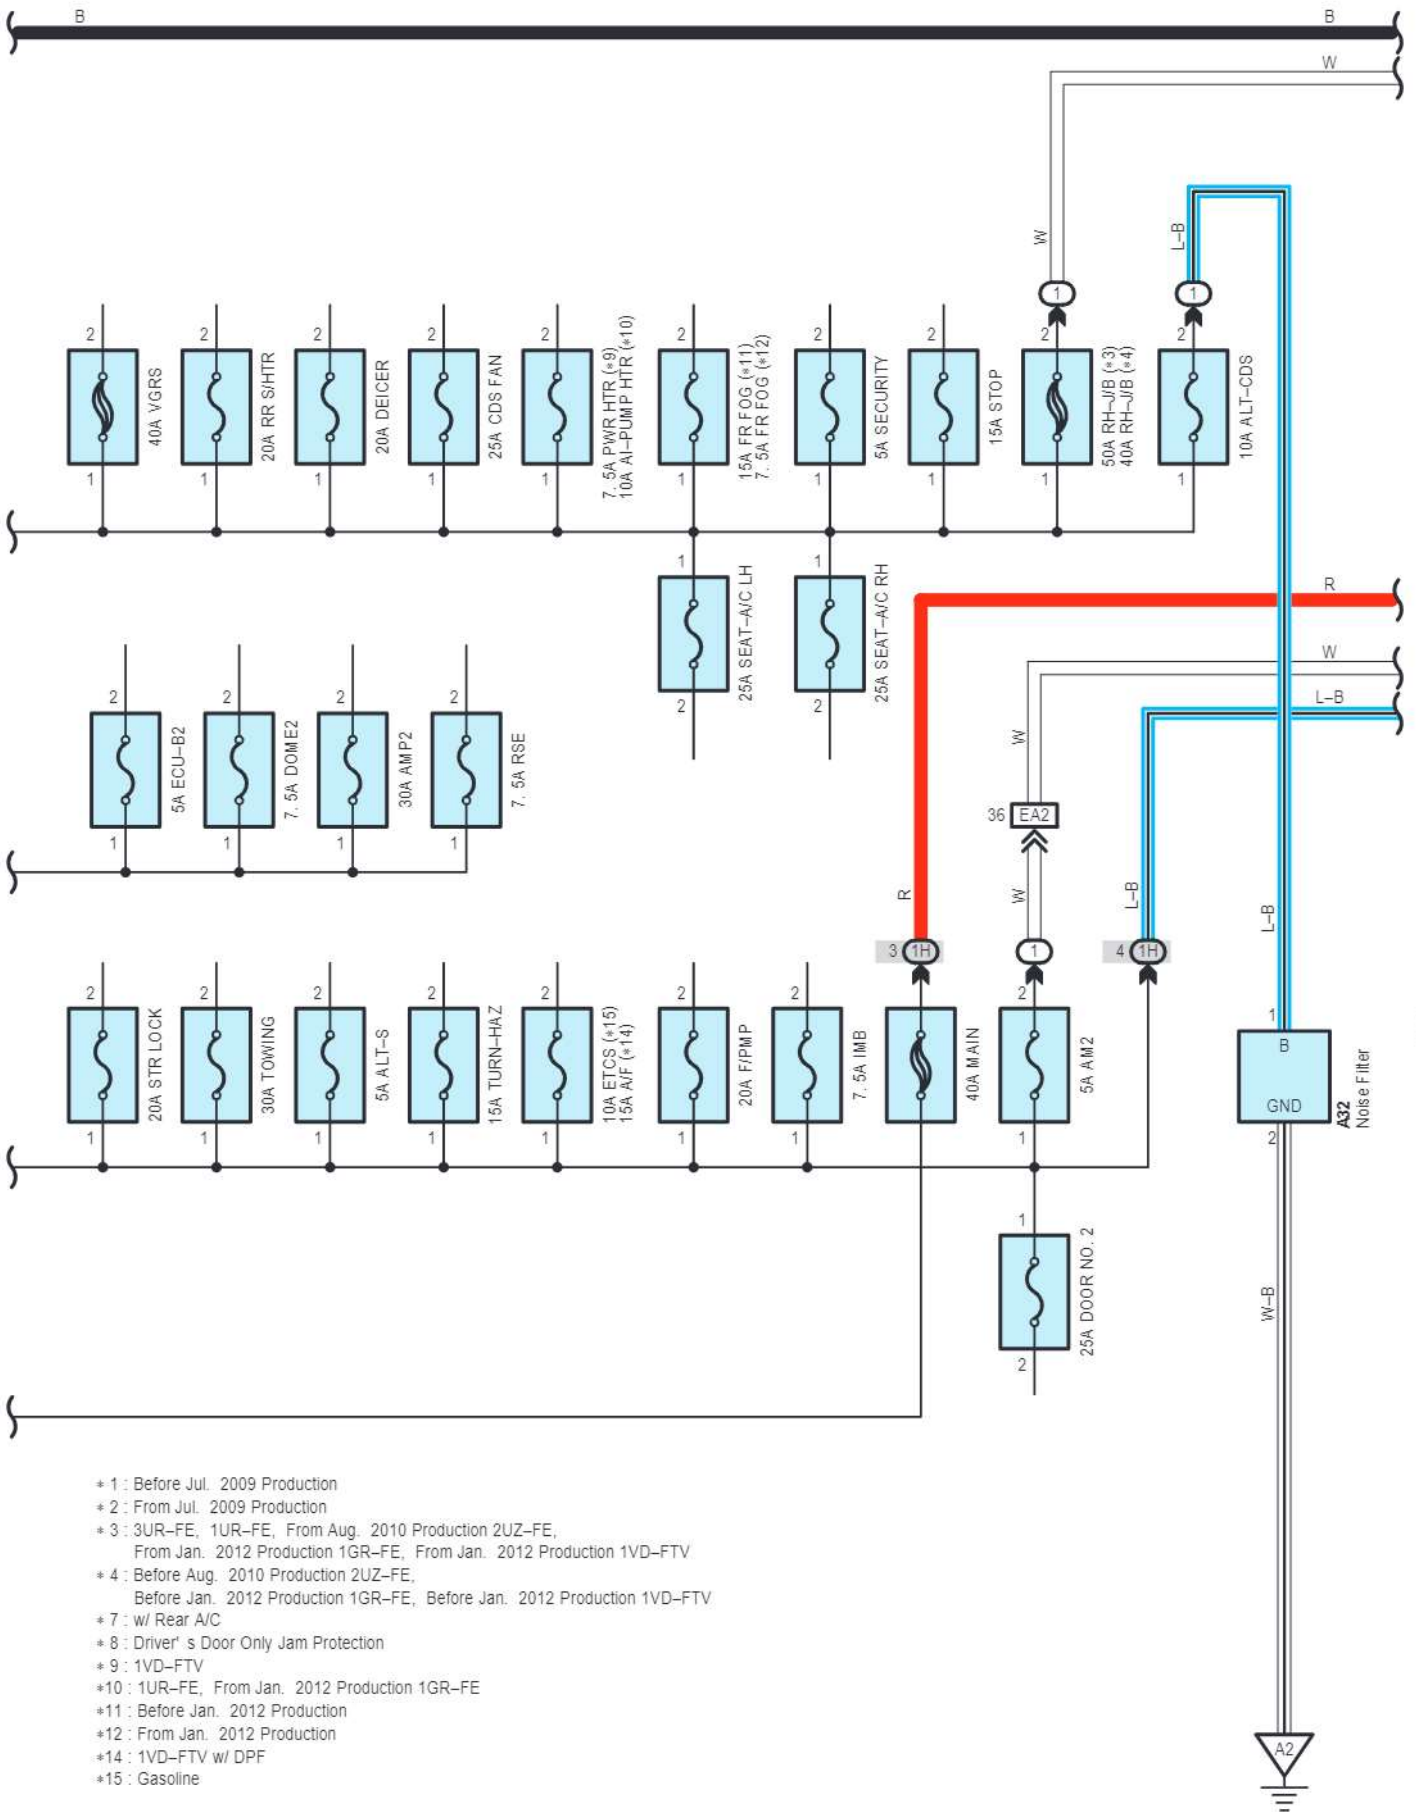 B
B
W
W
L–B
1
1
2
2
2
2
2
2
2
2
2
2
40A VGRS
20A RR S/HTR
20A DEICER
25A CDS FAN
7. 5A PWR HTR (*9)
10A AI–PUMP HTR (*10)
15A FR FOG (*11)
7. 5A FR FOG (*12)
5A SECURITY
15A STOP
50A RH–J/B (*3)
40A RH–J/B (*4)
10A ALT–CDS
1
1
1
1
1
1
1
1
1
1
1
1
25A SEAT–A/C LH
25A SEAT–A/C RH
2
2
R
W
L–B
2
2
2
2
5A ECU–B2
7. 5A DOME2
30A AMP2
7. 5A RSE
1
1
1
1
W
36
EA2
R
W
L–B
L–B
3
1H
1
4
1H
2
2
2
2
2
2
2
2
1
20A STR LOCK
30A TOWING
5A ALT–S
15A TURN–HAZ
10A ETCS (*15)
15A A/F (*14)
20A F/PMP
7. 5A IMB
40A MAIN
5A AM2
B
GND
A32
Noise Filter
1
1
1
1
1
1
1
1
2
1
25A DOOR NO. 2
2
W–B
* 1 : Before Jul. 2009 Production
* 2 : From Jul. 2009 Production
* 3 : 3UR–FE, 1UR–FE, From Aug. 2010 Production 2UZ–FE,
From Jan. 2012 Production 1GR–FE, From Jan. 2012 Production 1VD–FTV
* 4 : Before Aug. 2010 Production 2UZ–FE,
Before Jan. 2012 Production 1GR–FE, Before Jan. 2012 Production 1VD–FTV
* 7 : w/ Rear A/C
* 8 : Driver' s Door Only Jam Protection
* 9 : 1VD–FTV
*10 : 1UR–FE, From Jan. 2012 Production 1GR–FE
*11 : Before Jan. 2012 Production
*12 : From Jan. 2012 Production
*14 : 1VD–FTV w/ DPF
*15 : Gasoline
A2